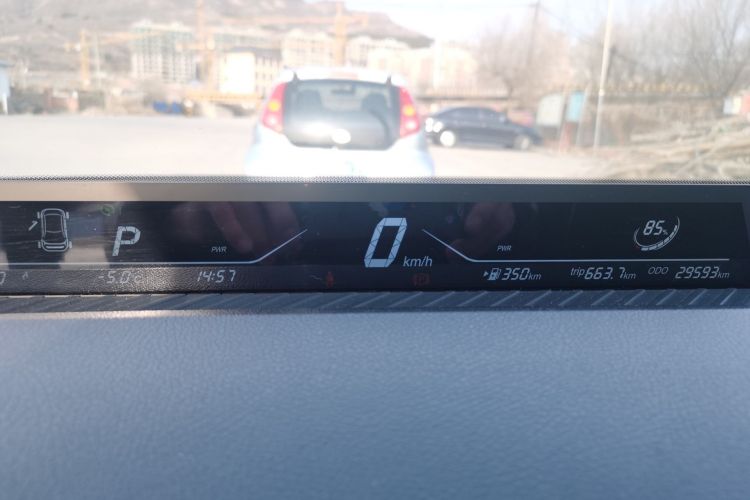 P
PWR
0 km/h
PWR
85%
-5.0°C
14:57
350km
trip 663.7km
ODO 29593km